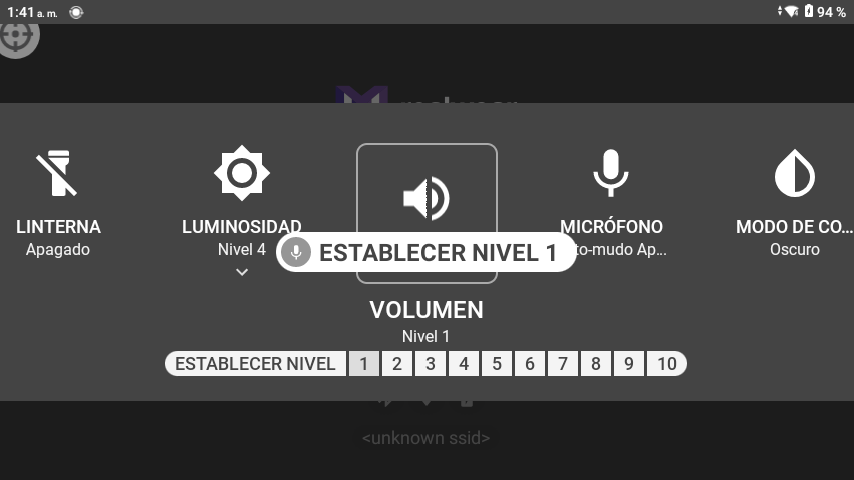 1:41 a. m.
94 %
LINTERNA
Apagado
LUMINOSIDAD
Nivel 4
MICRÓFONO
to-mudo Ap...
MODO DE CO...
Oscuro
ESTABLECER NIVEL 1
VOLUMEN
Nivel 1
ESTABLECER NIVEL 1 2 3 4 5 6 7 8 9 10
<unknown ssid>